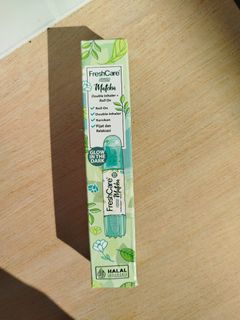 FreshCare®
Matcha
Double Inhaler +
Roll On
Roll On
Double Inhaler
Kerokan
Pijat dan
Relaksasi
GLOW
IN THE
DARK
FreshCare
Matcha
HALAL
INDONESIA